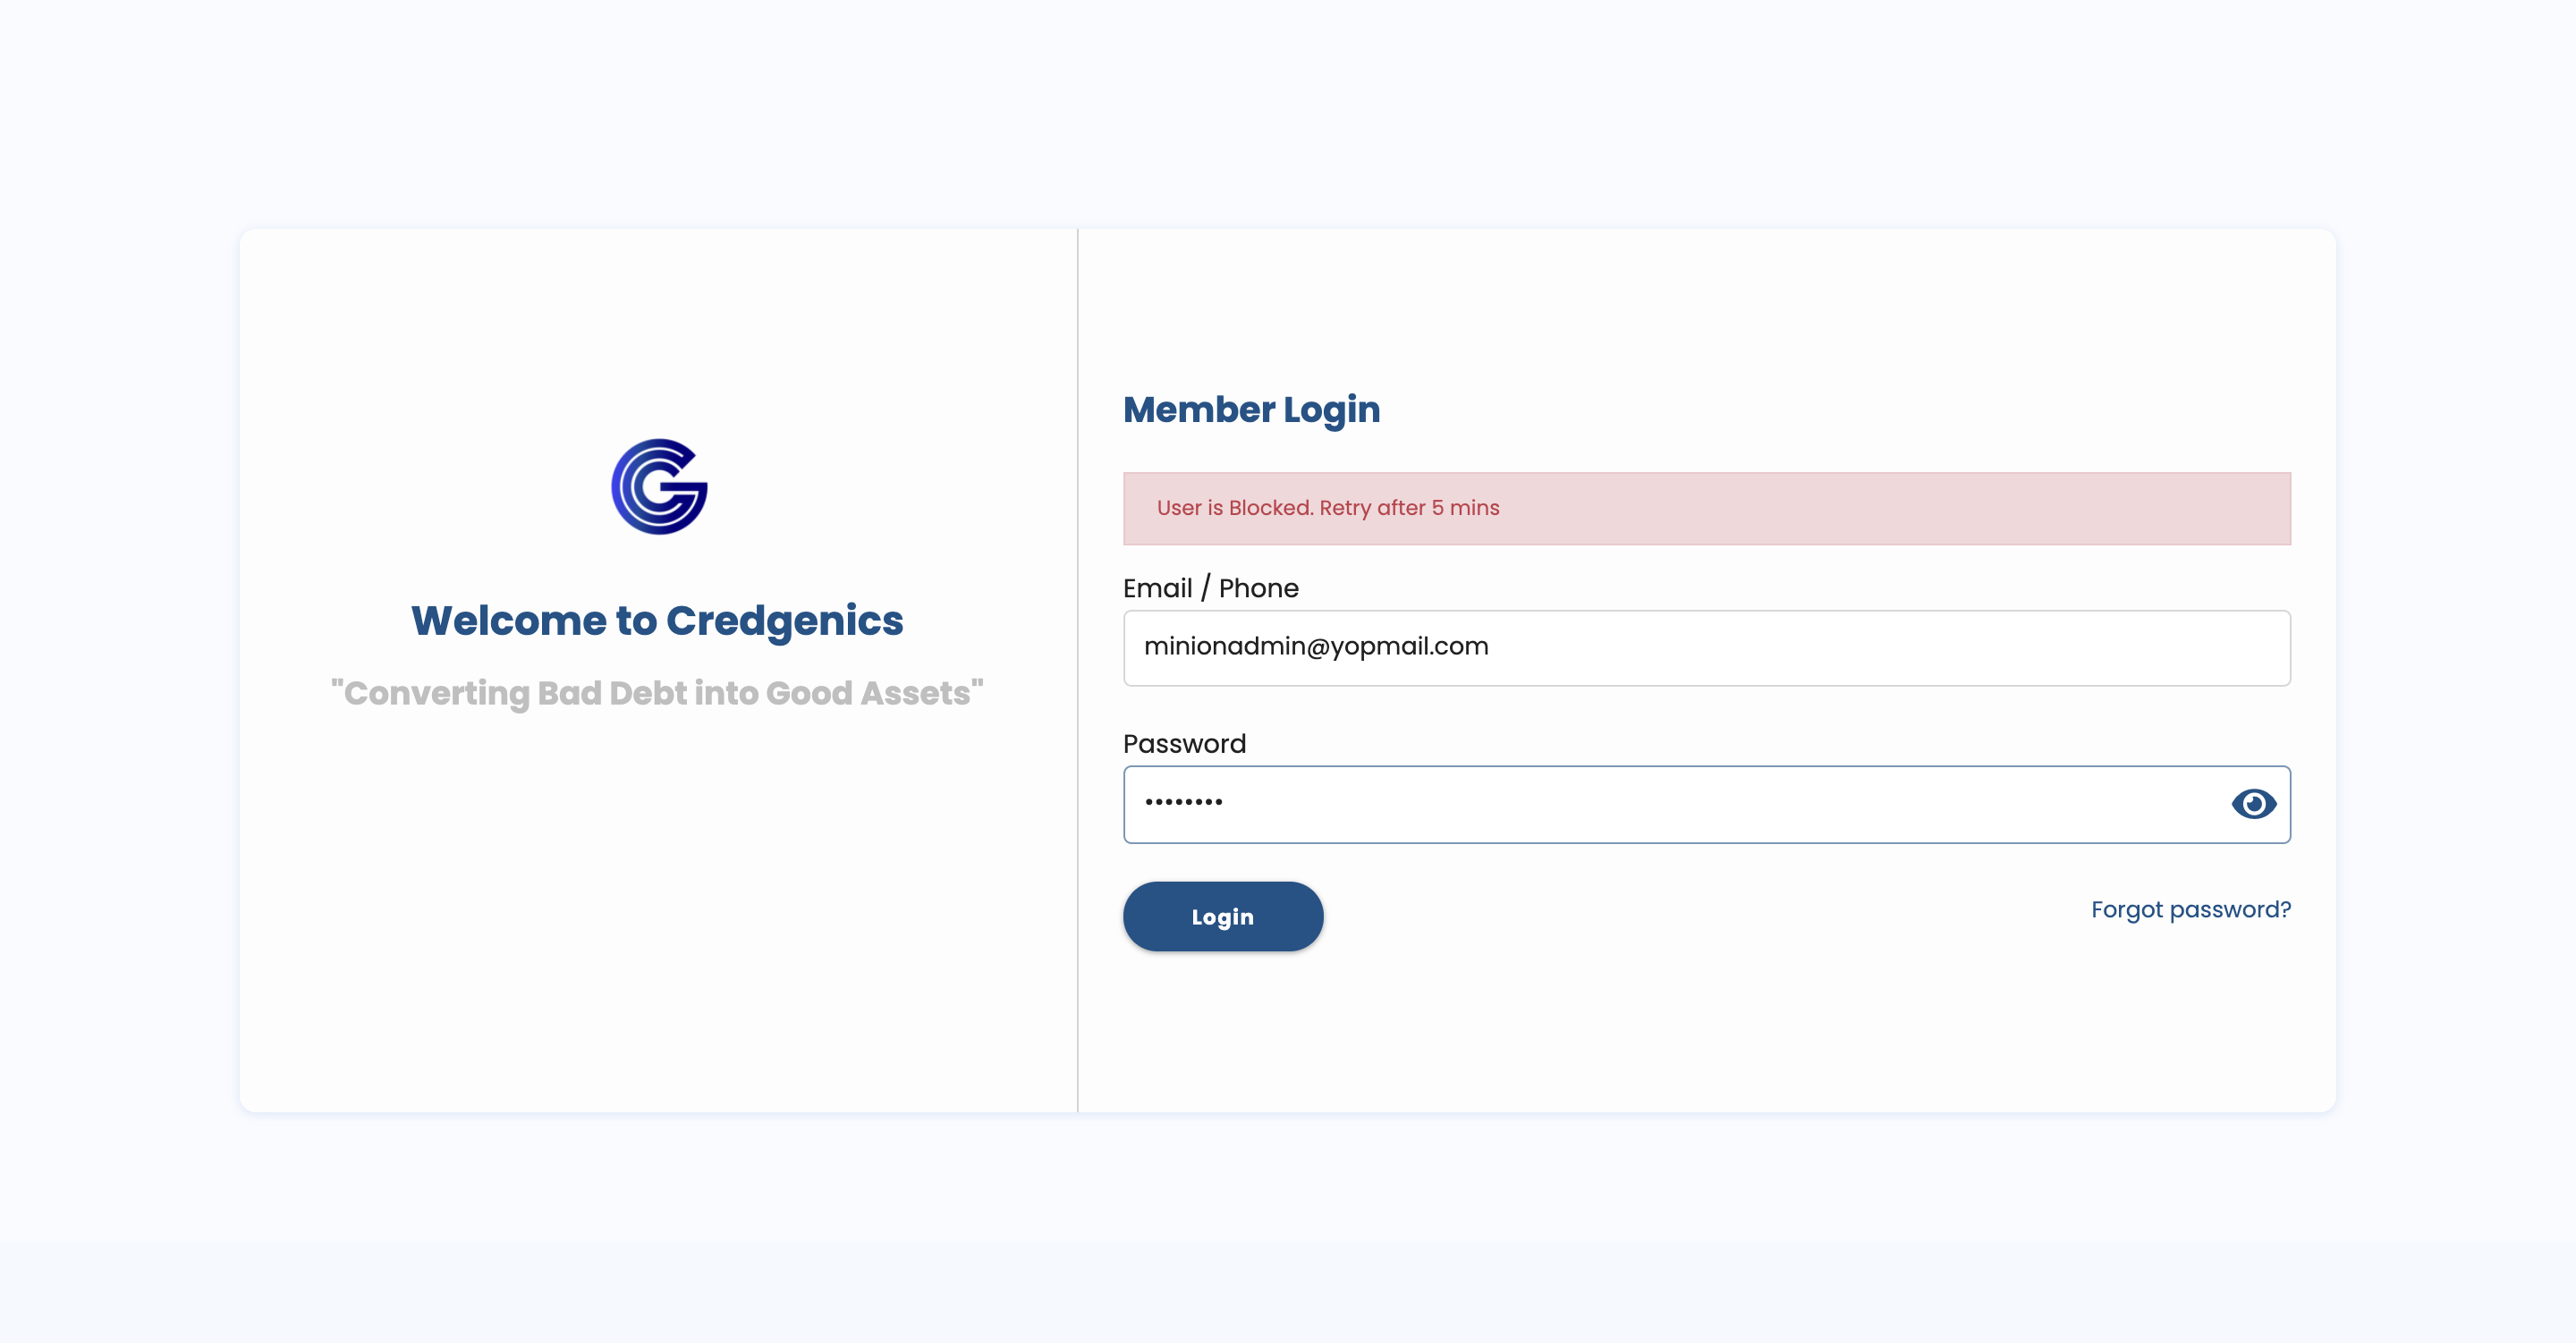 Welcome to Credgenics
"Converting Bad Debt into Good Assets"
Member Login
User is Blocked. Retry after 5 mins
Email / Phone
minionadmin@yopmail.com
Password
••••••••
Login
Forgot password?